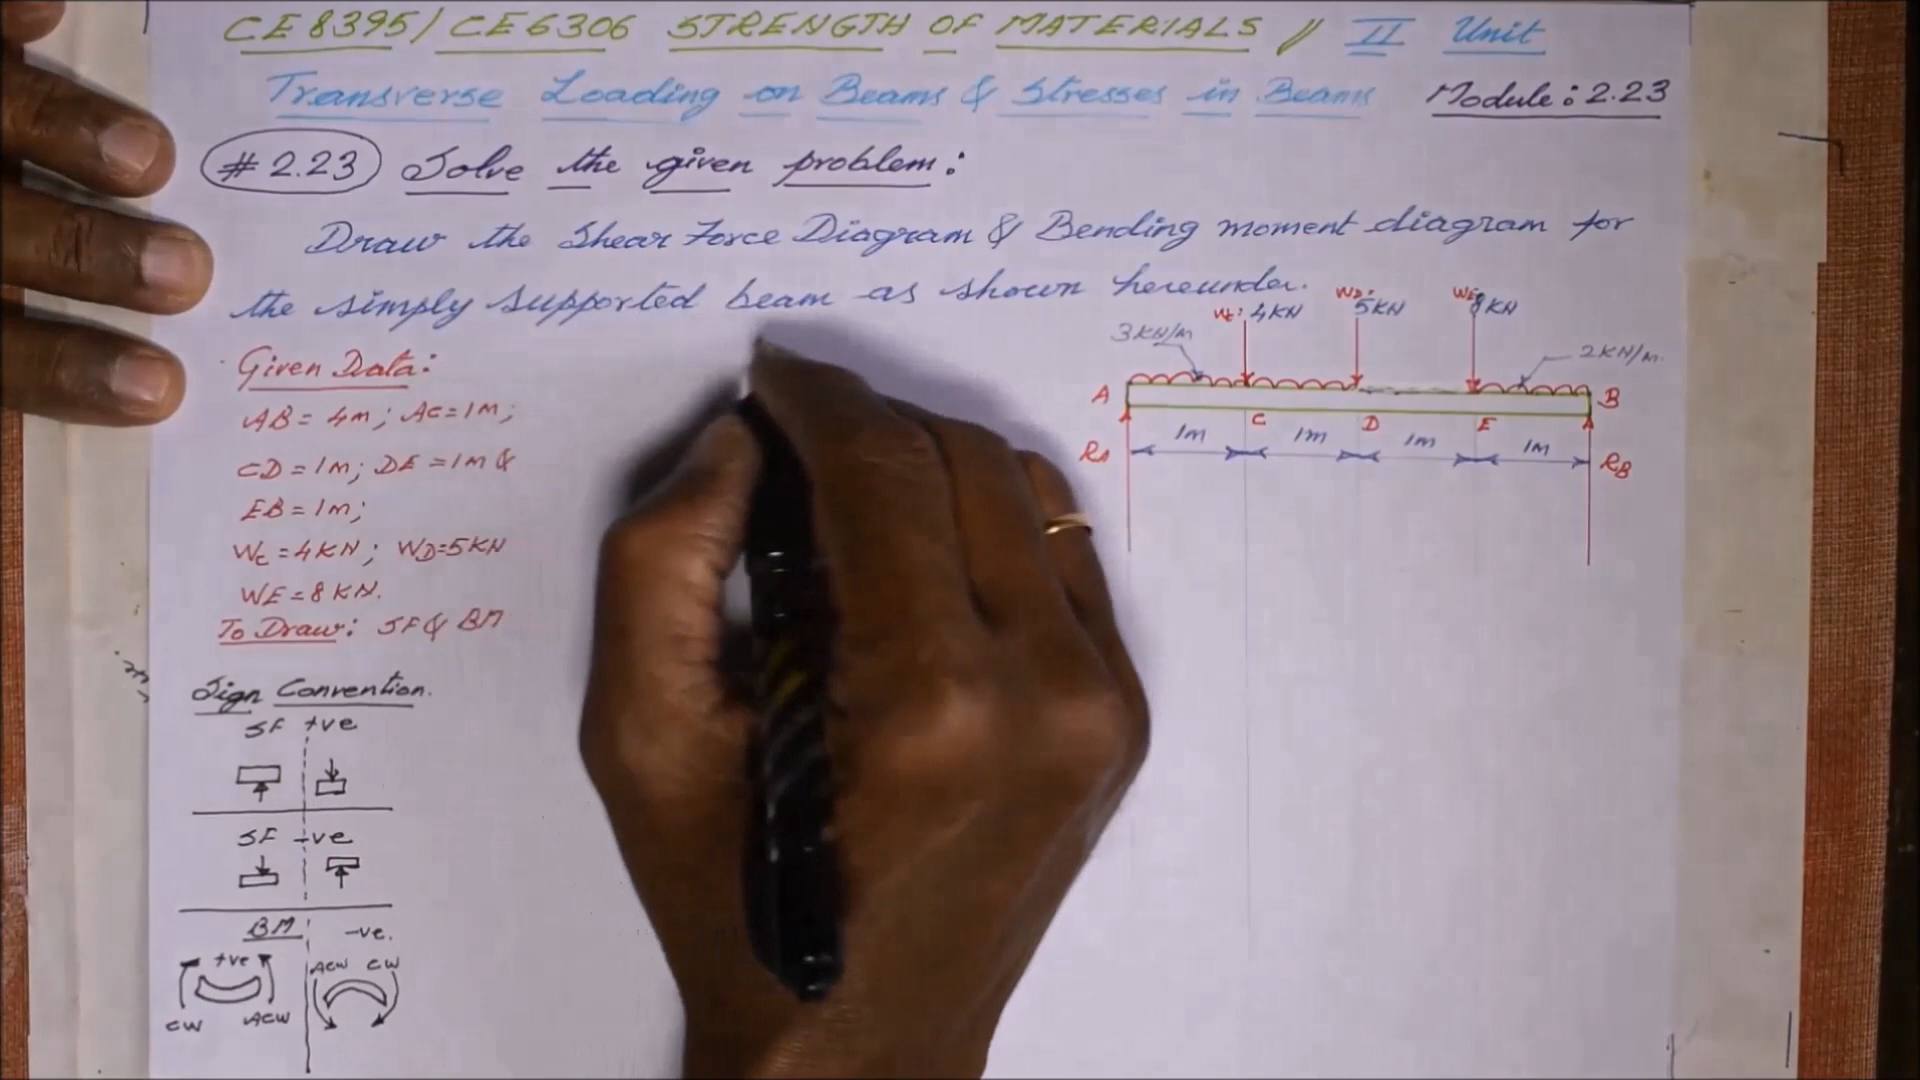 CE8395/CE6306 STRENGTH OF MATERIALS // II Unit
Transverse Loading on Beams & Stresses in Beams Module: 2.23
#2.23 Solve the given problem:
Draw the Shear Force Diagram & Bending moment diagram for
the simply supported beam as shown hereunder.
Given Data:
AB = 4m; AC = 1m;
CD = 1m; DE = 1m &
EB = 1m;
WC = 4KN; WD = 5KN
WE = 8KN.
To Draw: SF & BM
Sign Convention.
SF +ve
SF -ve
BM -ve.
+ve ACW CW
CW ACW
WC: 4KN 5KN 8KN
3KN/m 2KN/m.
A B
C D E
1m 1m 1m 1m
RA RB